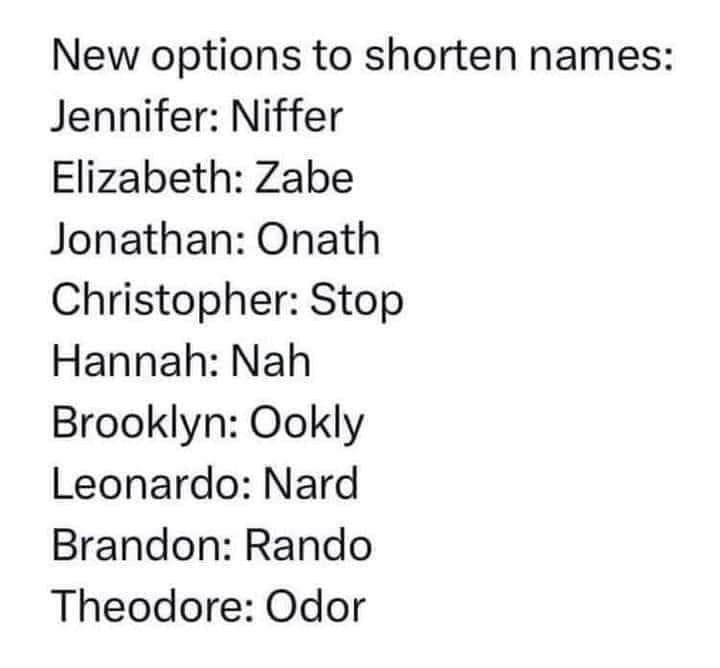 New options to shorten names:
Jennifer: Niffer
Elizabeth: Zabe
Jonathan: Onath
Christopher: Stop
Hannah: Nah
Brooklyn: Ookly
Leonardo: Nard
Brandon: Rando
Theodore: Odor